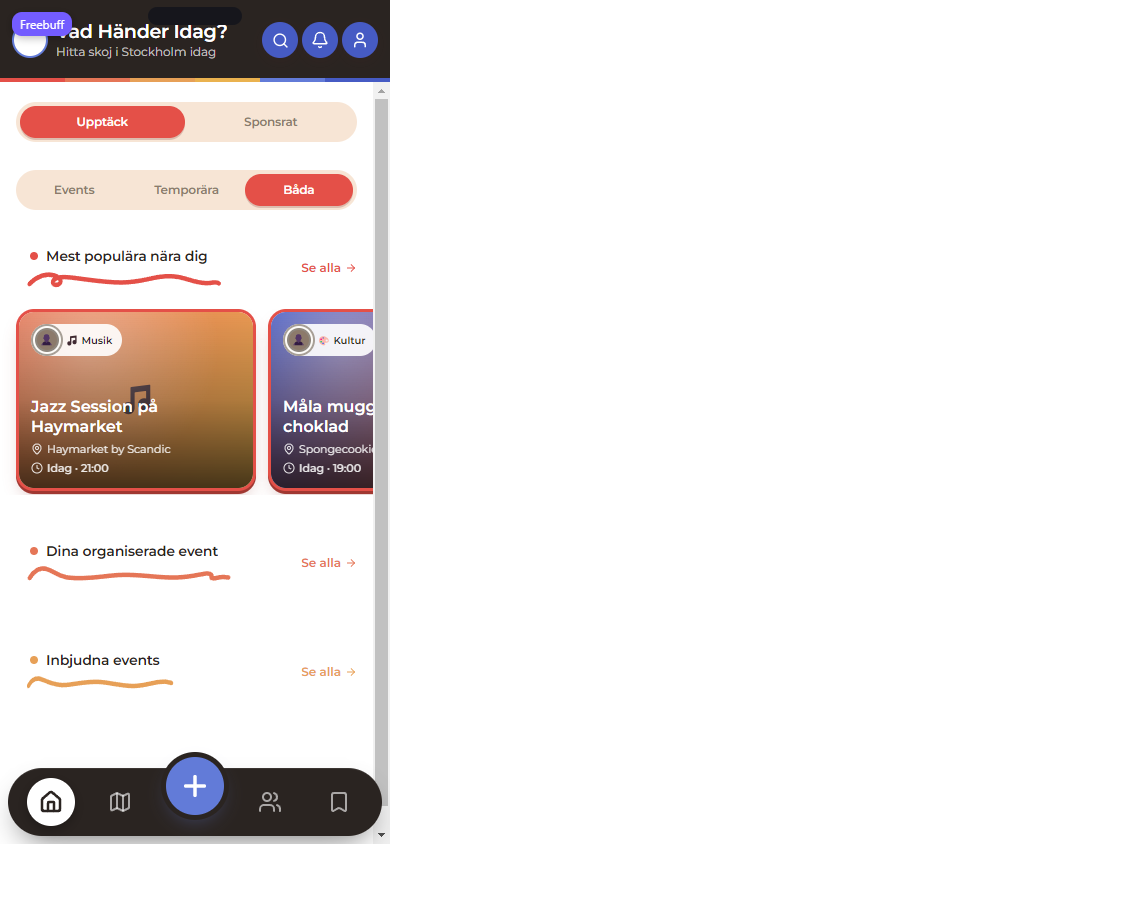 Freebuff
Vad Händer Idag?
Hitta skoj i Stockholm idag
Upptäck
Sponsrat
Events
Temporära
Båda
Mest populära nära dig
Se alla →
Musik
Jazz Session på
Haymarket
Haymarket by Scandic
Idag · 21:00
Kultur
Måla mugg
choklad
Spongecookie
Idag · 19:00
Dina organiserade event
Se alla →
Inbjudna events
Se alla →